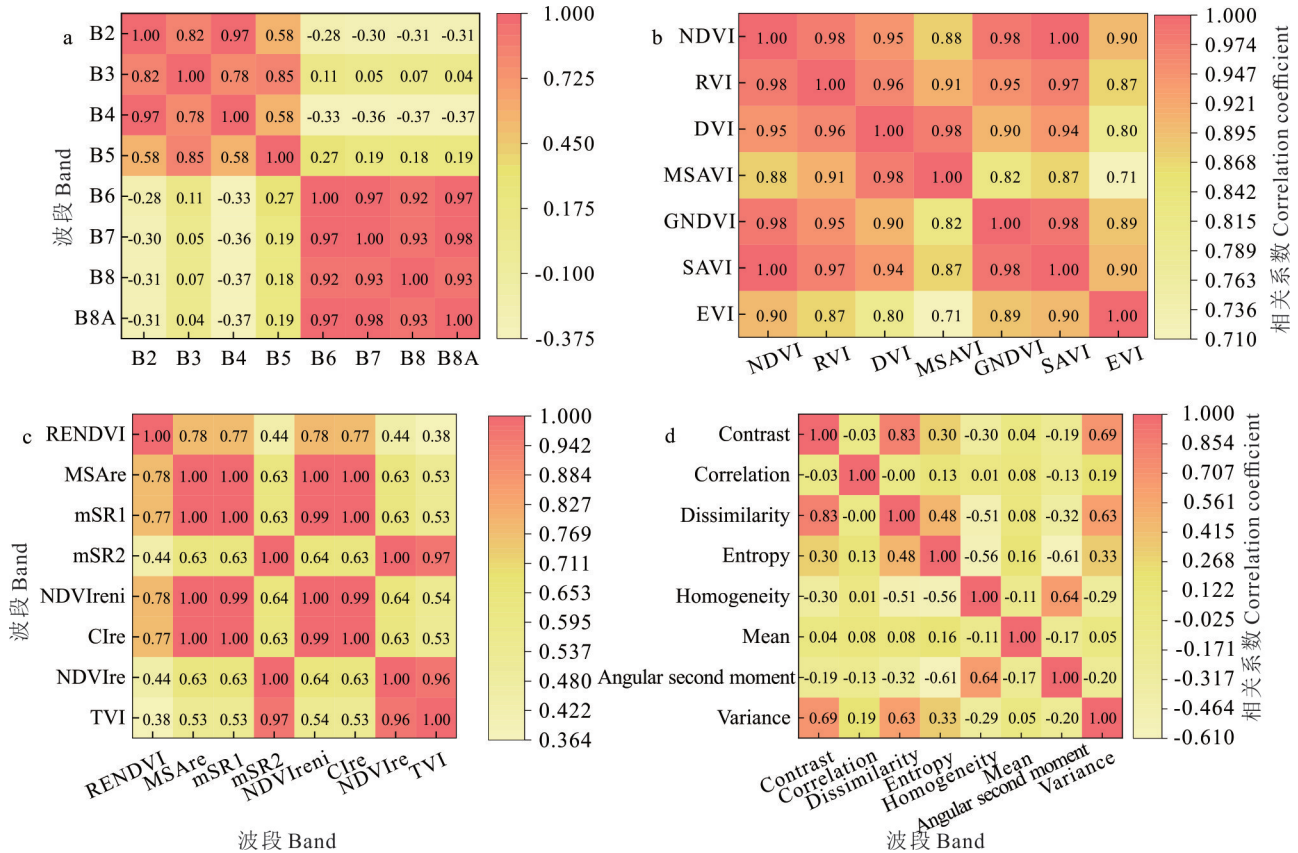 a
B2 1.00 0.82 0.97 0.58 -0.28 -0.30 -0.31 -0.31
B3 0.82 1.00 0.78 0.85 0.11 0.05 0.07 0.04
B4 0.97 0.78 1.00 0.58 -0.33 -0.36 -0.37 -0.37
B5 0.58 0.85 0.58 1.00 0.27 0.19 0.18 0.19
B6 -0.28 0.11 -0.33 0.27 1.00 0.97 0.92 0.97
B7 -0.30 0.05 -0.36 0.19 0.97 1.00 0.93 0.98
B8 -0.31 0.07 -0.37 0.18 0.92 0.93 1.00 0.93
B8A -0.31 0.04 -0.37 0.19 0.97 0.98 0.93 1.00
B2 B3 B4 B5 B6 B7 B8 B8A
波段 Band
1.000
0.725
0.450
0.175
-0.100
-0.375
b
NDVI 1.00 0.98 0.95 0.88 0.98 1.00 0.90
RVI 0.98 1.00 0.96 0.91 0.95 0.97 0.87
DVI 0.95 0.96 1.00 0.98 0.90 0.94 0.80
MSAVI 0.88 0.91 0.98 1.00 0.82 0.87 0.71
GNDVI 0.98 0.95 0.90 0.82 1.00 0.98 0.89
SAVI 1.00 0.97 0.94 0.87 0.98 1.00 0.90
EVI 0.90 0.87 0.80 0.71 0.89 0.90 1.00
NDVI RVI DVI MSAVI GNDVI SAVI EVI
1.000
0.974
0.947
0.921
0.895
0.868
0.842
0.815
0.789
0.763
0.736
0.710
相关系数 Correlation coefficient
c
RENDVI 1.00 0.78 0.77 0.44 0.78 0.77 0.44 0.38
MSAre 0.78 1.00 1.00 0.63 1.00 1.00 0.63 0.53
mSR1 0.77 1.00 1.00 0.63 0.99 1.00 0.63 0.53
mSR2 0.44 0.63 0.63 1.00 0.64 0.63 1.00 0.97
NDVIreni 0.78 1.00 0.99 0.64 1.00 0.99 0.64 0.54
CIre 0.77 1.00 1.00 0.63 0.99 1.00 0.63 0.53
NDVIre 0.44 0.63 0.63 1.00 0.64 0.63 1.00 0.96
TVI 0.38 0.53 0.53 0.97 0.54 0.53 0.96 1.00
RENDVI MSAre mSR1 mSR2 NDVIreni CIre NDVIre TVI
波段 Band
波段 Band
1.000
0.942
0.884
0.827
0.769
0.711
0.653
0.595
0.537
0.480
0.422
0.364
d
Contrast 1.00 -0.03 0.83 0.30 -0.30 0.04 -0.19 0.69
Correlation -0.03 1.00 -0.00 0.13 0.01 0.08 -0.13 0.19
Dissimilarity 0.83 -0.00 1.00 0.48 -0.51 0.08 -0.32 0.63
Entropy 0.30 0.13 0.48 1.00 -0.56 0.16 -0.61 0.33
Homogeneity -0.30 0.01 -0.51 -0.56 1.00 -0.11 0.64 -0.29
Mean 0.04 0.08 0.08 0.16 -0.11 1.00 -0.17 0.05
Angular second moment -0.19 -0.13 -0.32 -0.61 0.64 -0.17 1.00 -0.20
Variance 0.69 0.19 0.63 0.33 -0.29 0.05 -0.20 1.00
Contrast Correlation Dissimilarity Entropy Homogeneity Mean Angular second moment Variance
波段 Band
1.000
0.854
0.707
0.561
0.415
0.268
0.122
-0.025
-0.171
-0.317
-0.464
-0.610
相关系数 Correlation coefficient